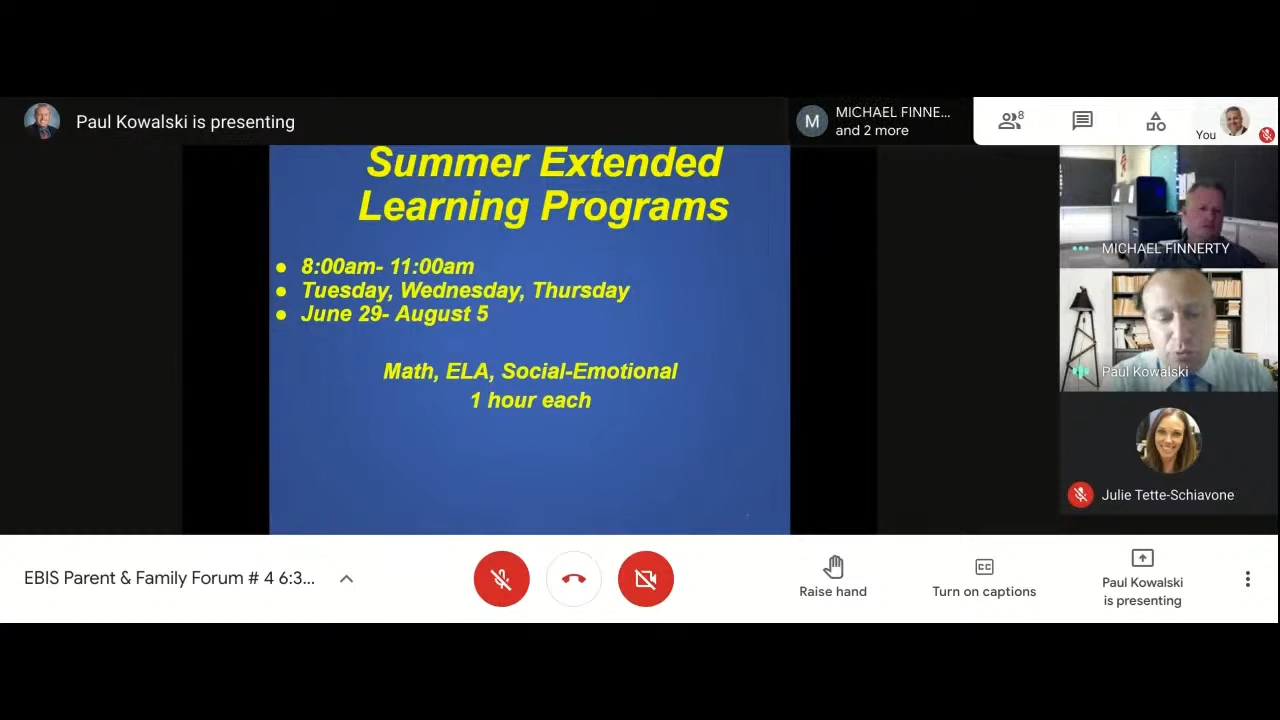 Paul Kowalski is presenting
M
MICHAEL FINNE...
and 2 more
8
You
Summer Extended
Learning Programs
● 8:00am- 11:00am
● Tuesday, Wednesday, Thursday
● June 29- August 5
Math, ELA, Social-Emotional
1 hour each
MICHAEL FINNERTY
Paul Kowalski
Julie Tette-Schiavone
EBIS Parent & Family Forum # 4 6:3...
Raise hand
CC
Turn on captions
Paul Kowalski
is presenting